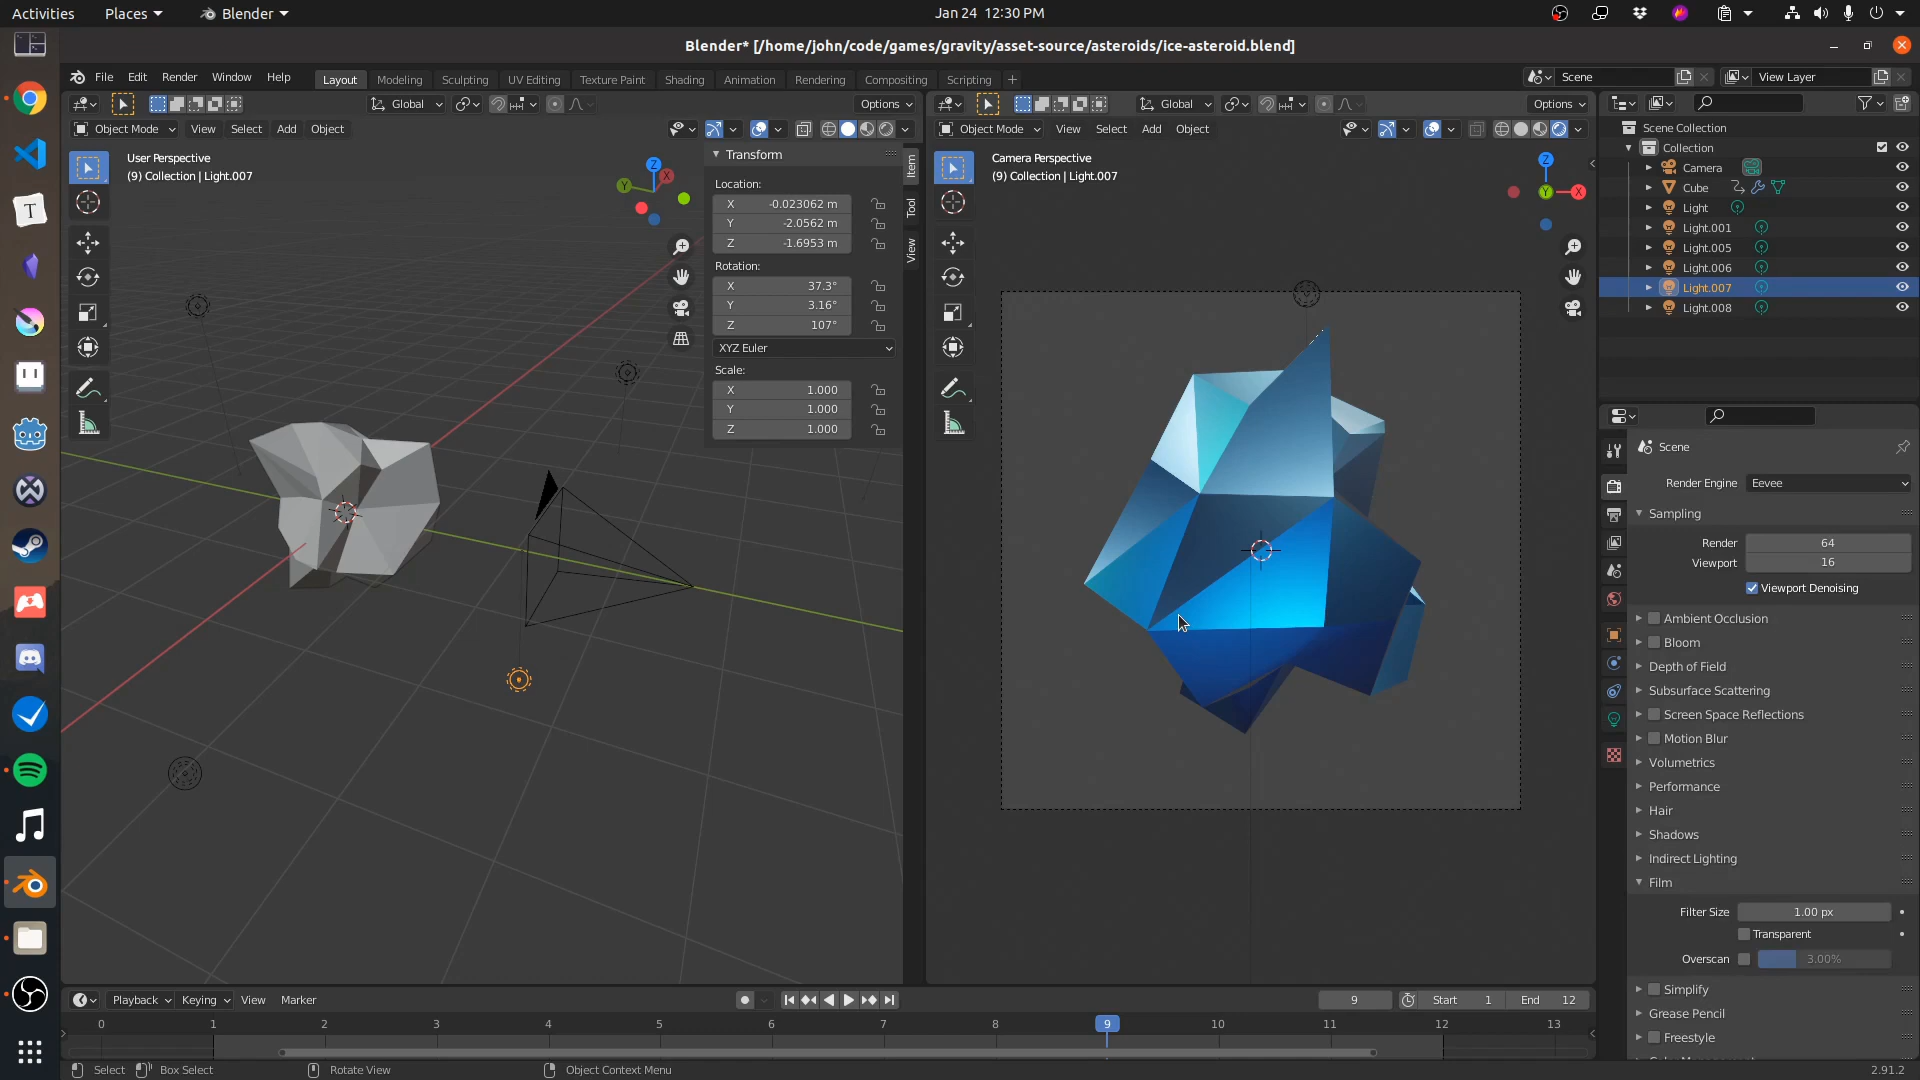 Activities Places Blender Jan 24 12:30 PM
Blender* [/home/john/code/games/gravity/asset-source/asteroids/ice-asteroid.blend]
File Edit Render Window Help Layout Modeling Sculpting UV Editing Texture Paint Shading Animation Rendering Compositing Scripting + Scene View Layer
Global Options
Object Mode View Select Add Object
User Perspective
(9) Collection | Light.007
Z
X
Y
Transform
Location:
X -0.023062 m
Y -2.0562 m
Z -1.6953 m
Rotation:
X 37.3°
Y 3.16°
Z 107°
XYZ Euler
Scale:
X 1.000
Y 1.000
Z 1.000
Item
Tool
View
Global Options
Object Mode View Select Add Object
Camera Perspective
(9) Collection | Light.007
Z
Y
X
Scene Collection
Collection
Camera
Cube
Light
Light.001
Light.005
Light.006
Light.007
Light.008
Scene
Render Engine Eevee
Sampling
Render 64
Viewport 16
Viewport Denoising
Ambient Occlusion
Bloom
Depth of Field
Subsurface Scattering
Screen Space Reflections
Motion Blur
Volumetrics
Performance
Hair
Shadows
Indirect Lighting
Film
Filter Size 1.00 px
Transparent
Overscan 3.00%
Simplify
Grease Pencil
Freestyle
T
Playback Keying View Marker 9 Start 1 End 12
0 1 2 3 4 5 6 7 8 9 10 11 12 13
Select Box Select Rotate View Object Context Menu 2.91.2